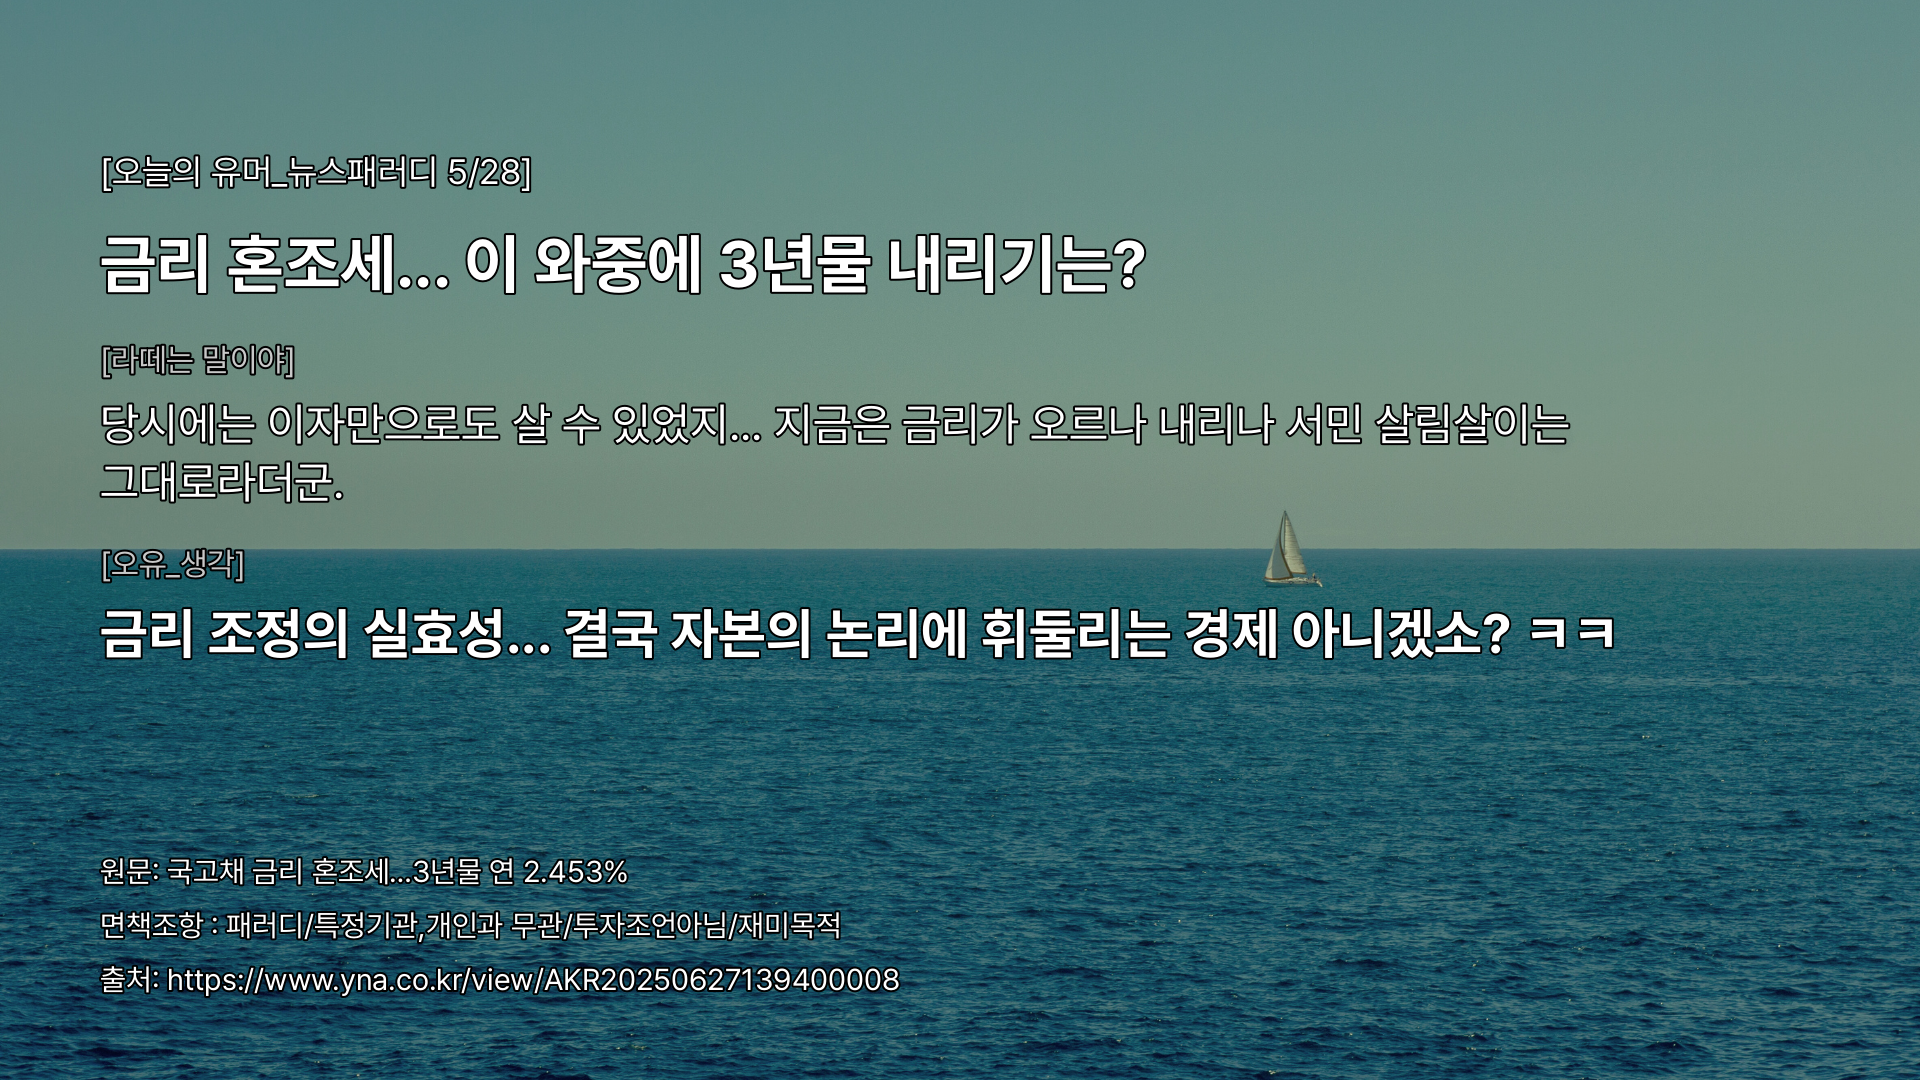 [오늘의 유머_뉴스패러디 5/28]
금리 혼조세... 이 와중에 3년물 내리기는?
[라떼는 말이야]
당시에는 이자만으로도 살 수 있었지... 지금은 금리가 오르나 내리나 서민 살림살이는
그대로라더군.
[오유_생각]
금리 조정의 실효성... 결국 자본의 논리에 휘둘리는 경제 아니겠소? ㅋㅋ
원문: 국고채 금리 혼조세...3년물 연 2.453%
면책조항 : 패러디/특정기관,개인과 무관/투자조언아님/재미목적
출처: https://www.yna.co.kr/view/AKR20250627139400008